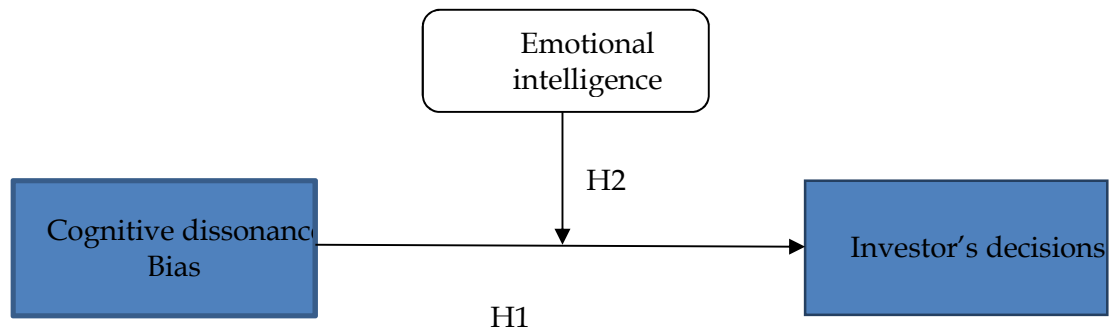 Emotional
intelligence
H2
Cognitive dissonanc
Bias
Investor’s decisions
H1